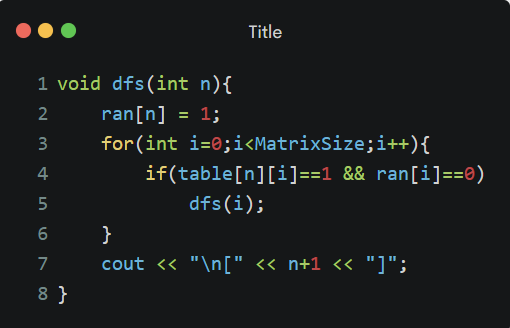 Title
1 void dfs(int n){
2     ran[n] = 1;
3     for(int i=0;i<MatrixSize;i++){
4         if(table[n][i]==1 && ran[i]==0)
5             dfs(i);
6     }
7     cout << "\n[" << n+1 << "]";
8 }